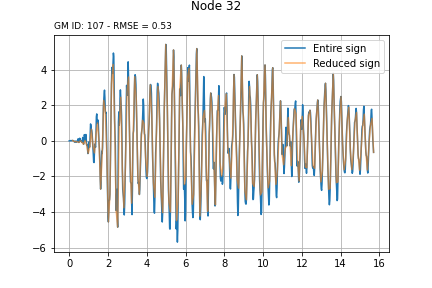 Node 32
GM ID: 107 - RMSE = 0.53
Entire sign
Reduced sign
4
2
0
−2
−4
−6
0 2 4 6 8 10 12 14 16